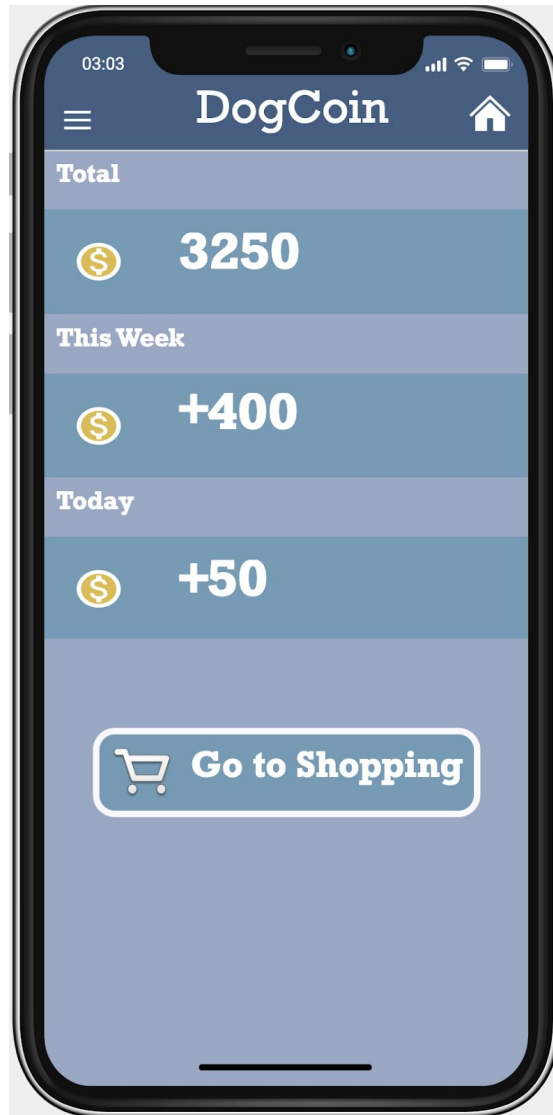 03:03
DogCoin
Total
$ 3250
This Week
$ +400
Today
$ +50
Go to Shopping